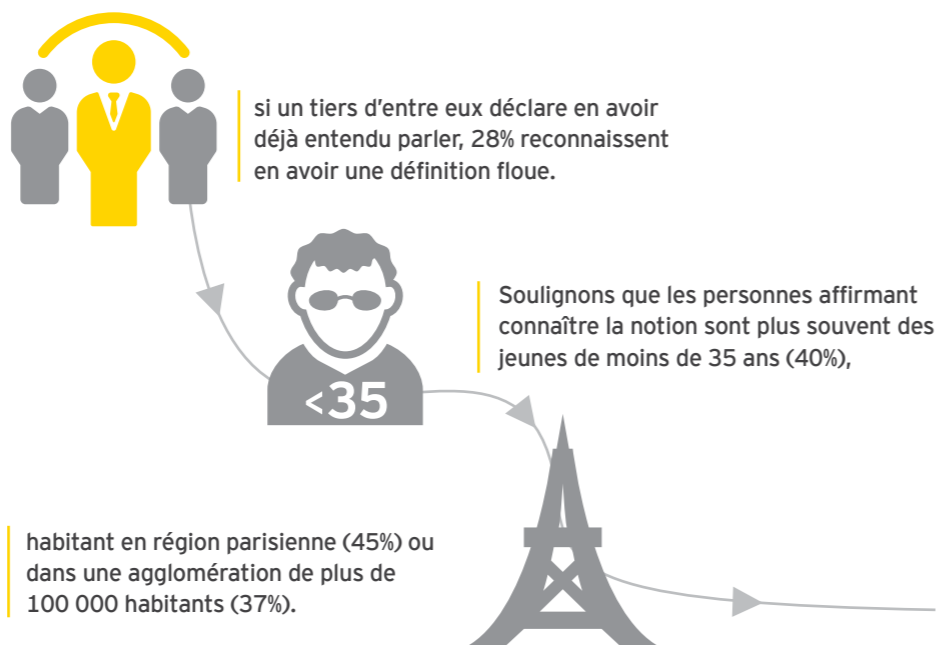 si un tiers d'entre eux déclare en avoir
déjà entendu parler, 28% reconnaissent
en avoir une définition floue.
Soulignons que les personnes affirmant
connaître la notion sont plus souvent des
jeunes de moins de 35 ans (40%),
<35
habitant en région parisienne (45%) ou
dans une agglomération de plus de
100 000 habitants (37%).